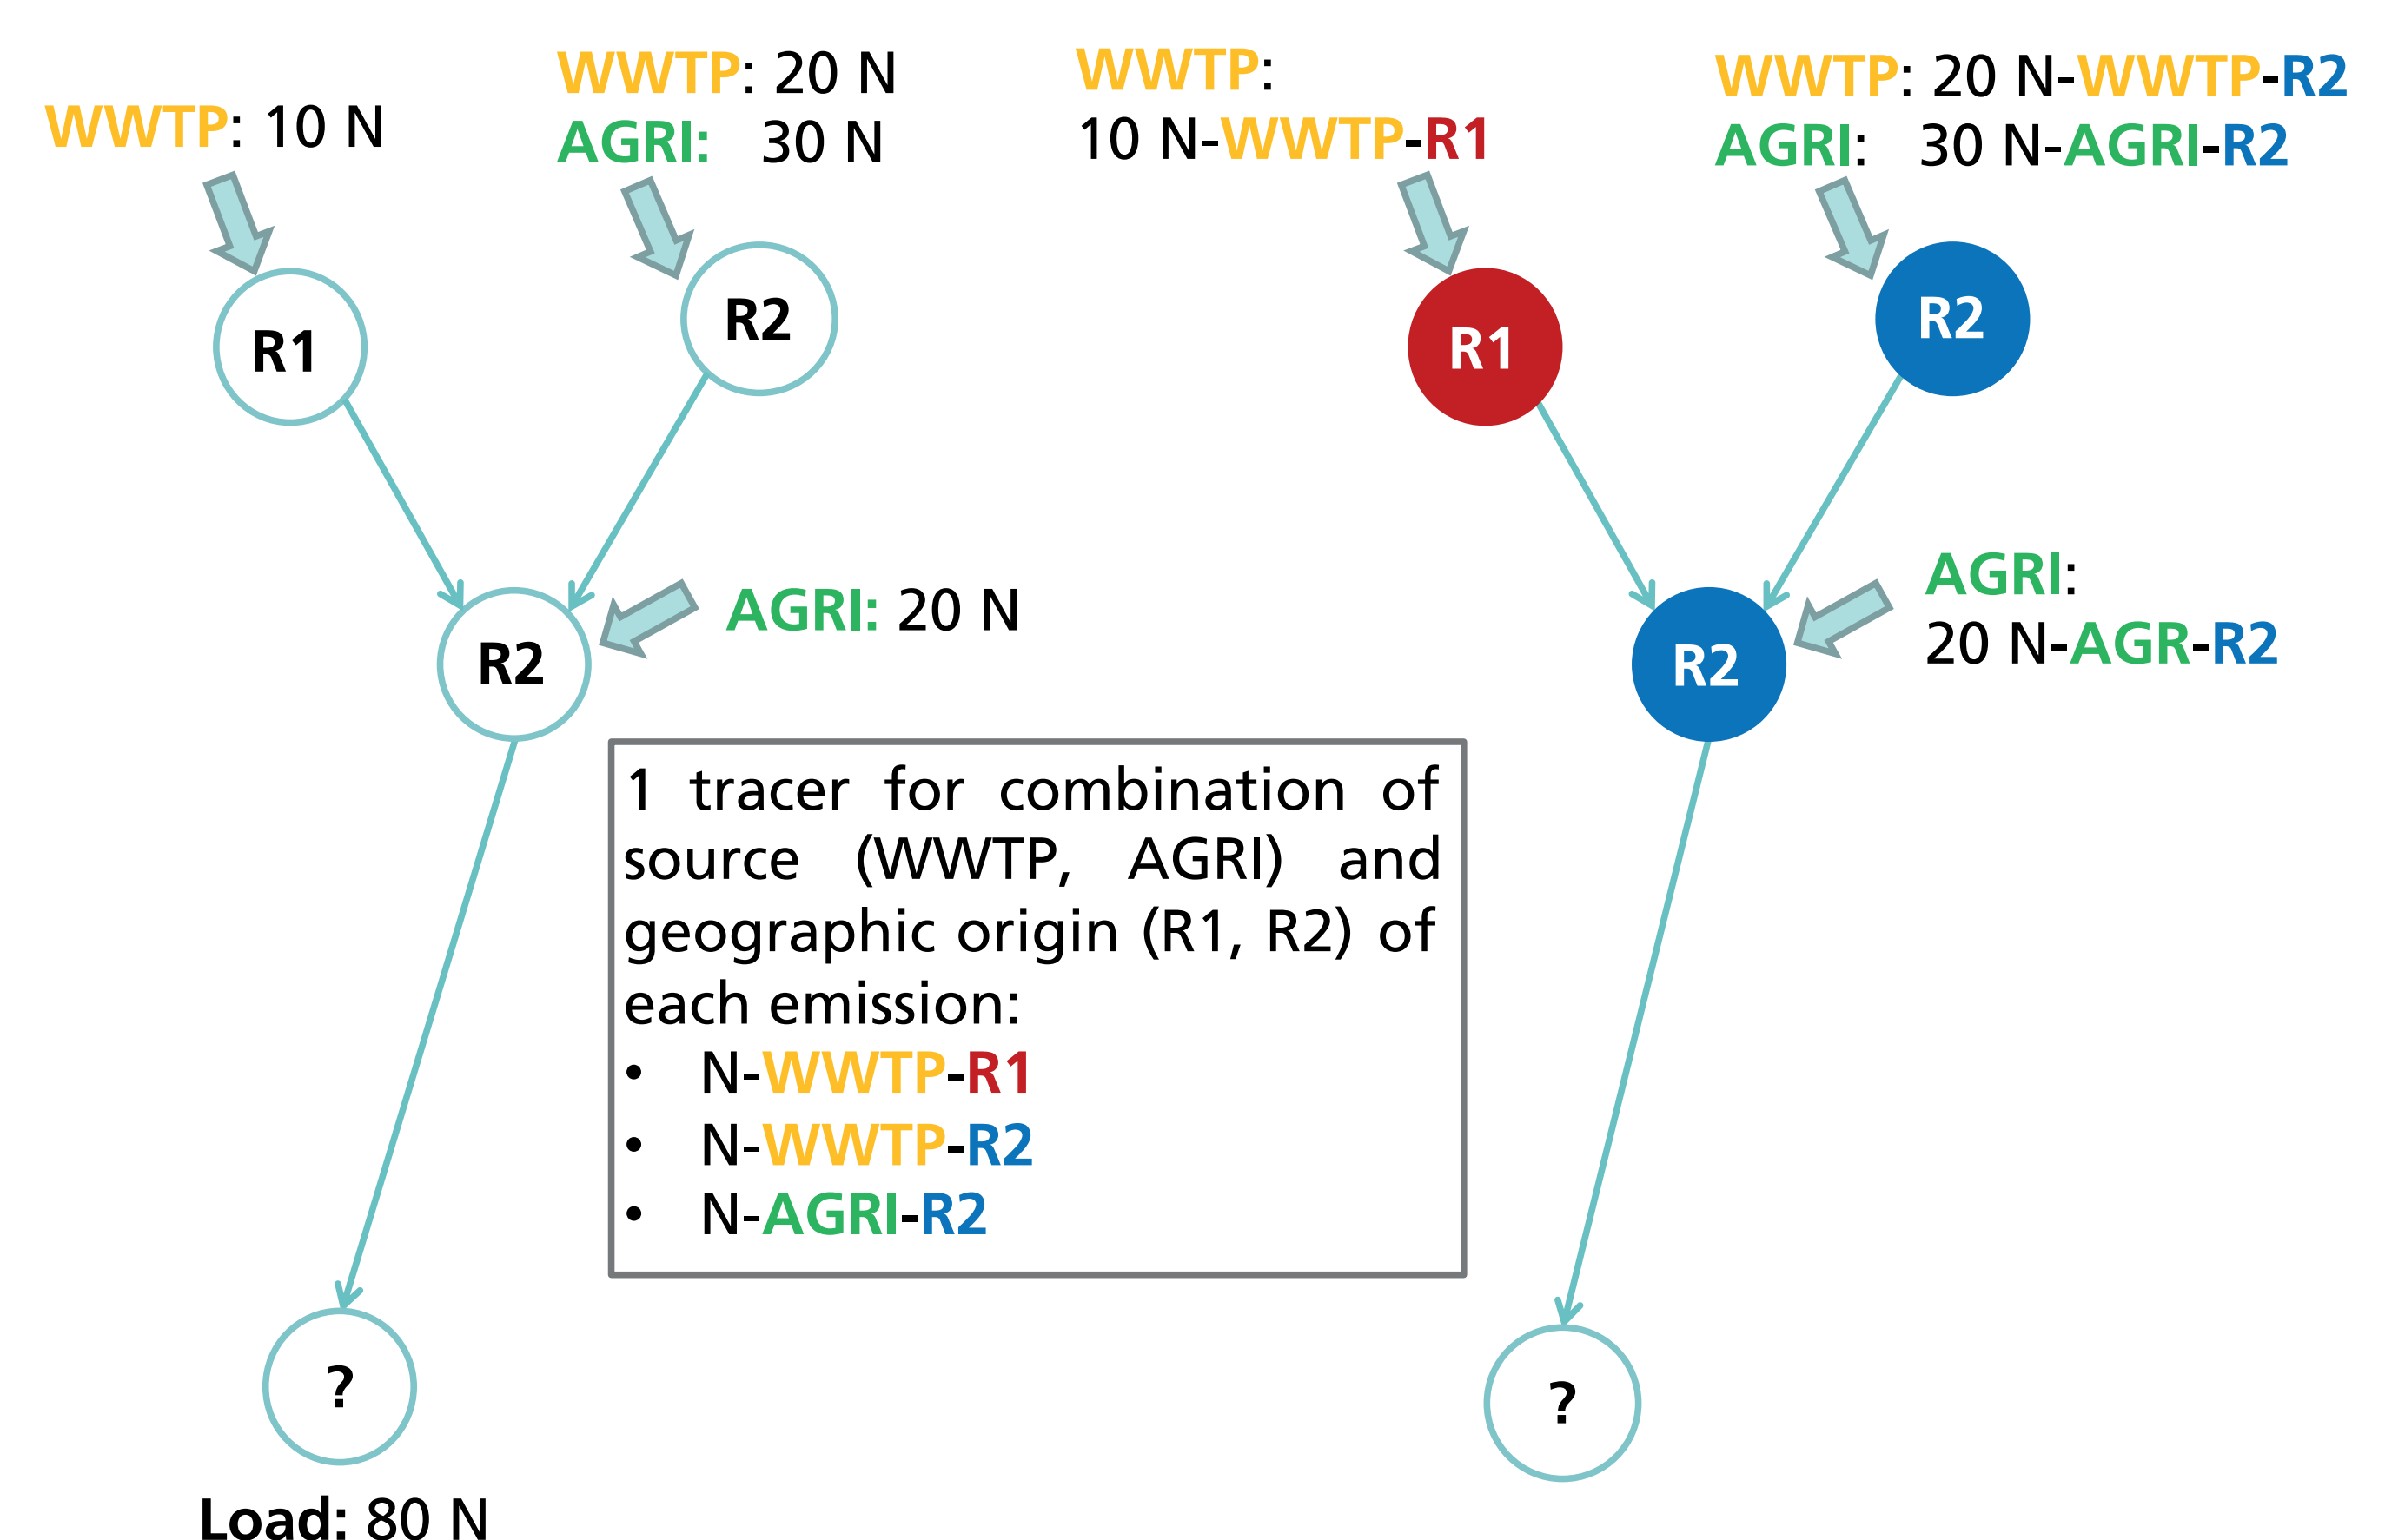 WWTP: 10 N
WWTP: 20 N
AGRI: 30 N
R1
R2
R2
AGRI: 20 N
?
Load: 80 N
1 tracer for combination of
source (WWTP, AGRI) and
geographic origin (R1, R2) of
each emission:
• N-WWTP-R1
• N-WWTP-R2
• N-AGRI-R2
WWTP:
10 N-WWTP-R1
WWTP: 20 N-WWTP-R2
AGRI: 30 N-AGRI-R2
R1
R2
R2
AGRI:
20 N-AGR-R2
?